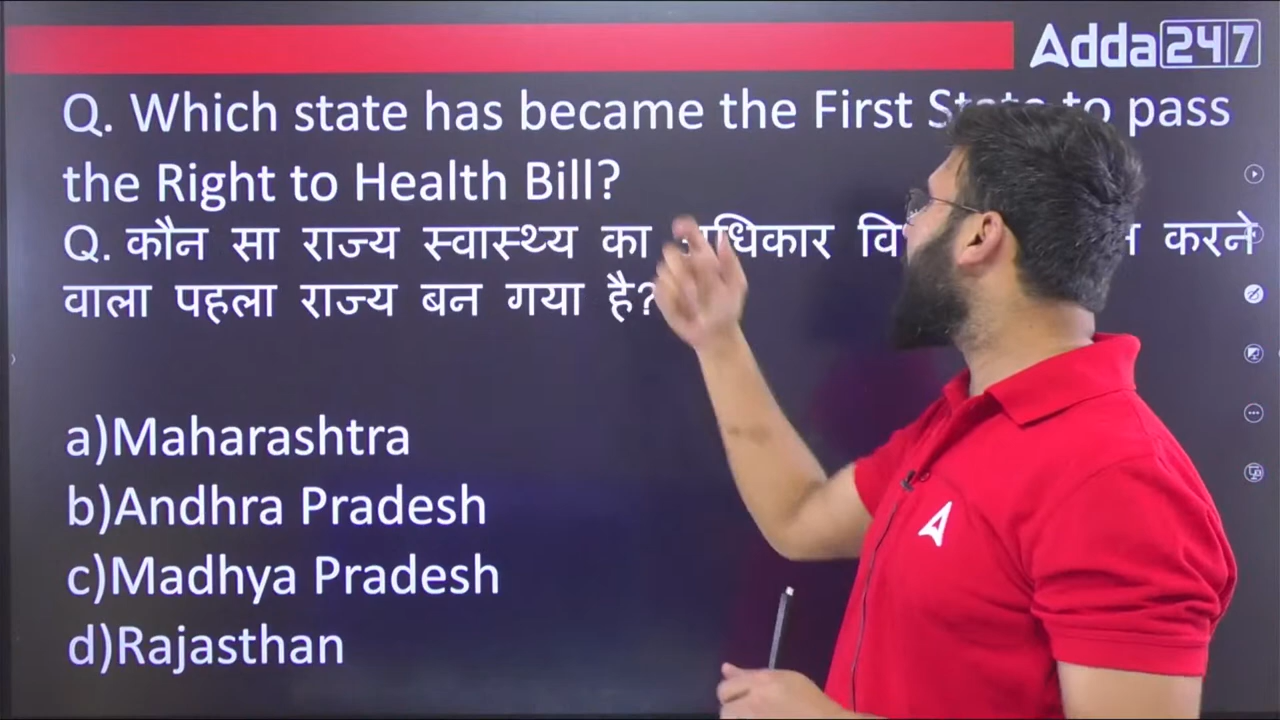 Adda247
Q. Which state has became the First to pass
the Right to Health Bill?
Q. कौन सा राज्य स्वास्थ्य का करने
वाला पहला राज्य बन गया है?
a)Maharashtra
b)Andhra Pradesh
c)Madhya Pradesh
d)Rajasthan